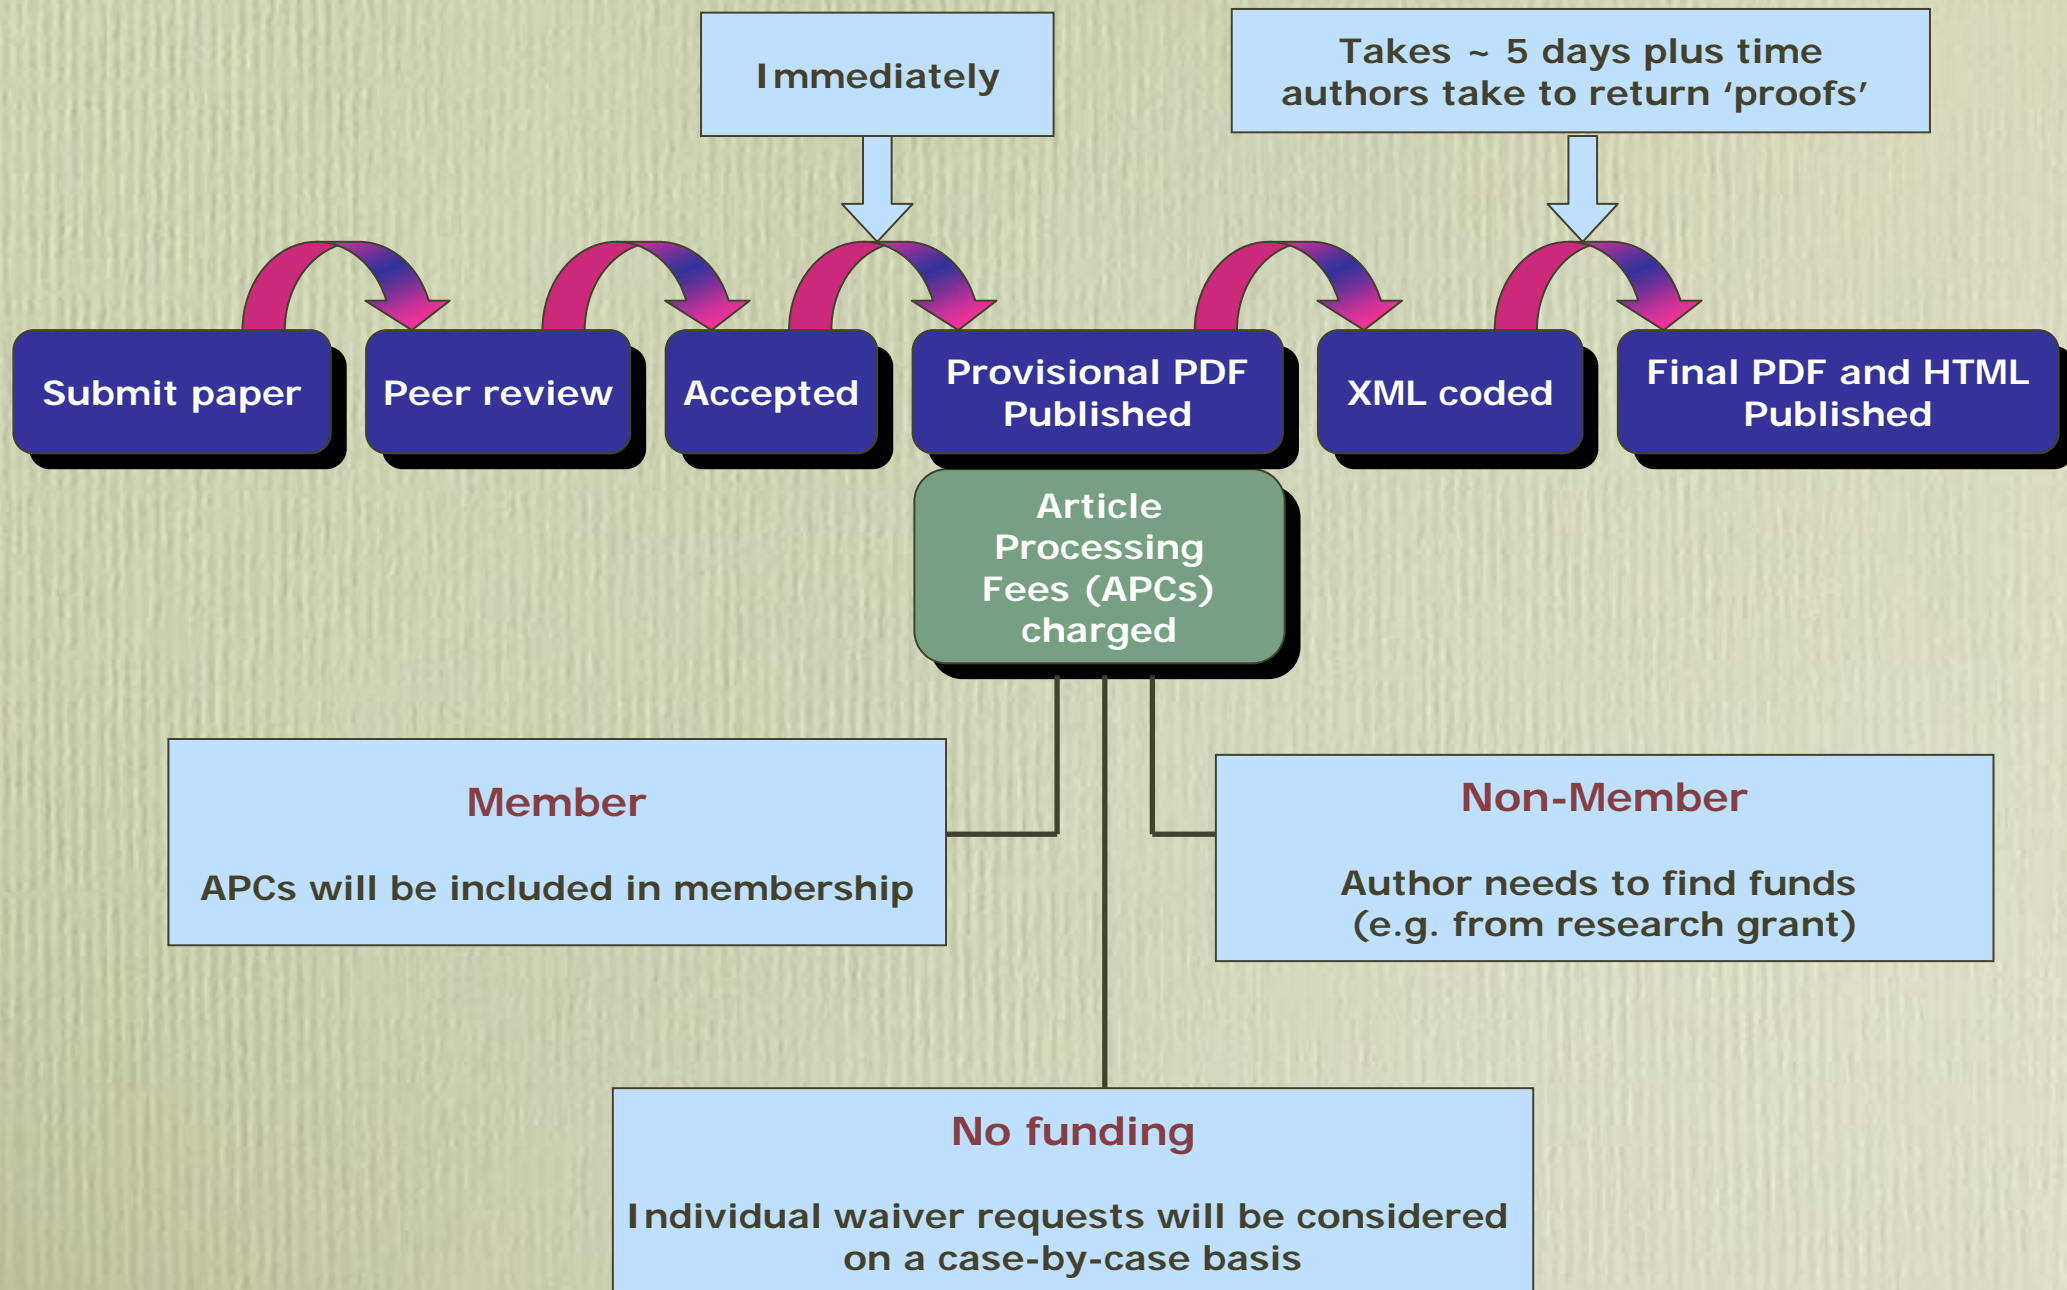 Immediately
Takes ~ 5 days plus time
authors take to return ‘proofs’
Submit paper
Peer review
Accepted
Provisional PDF
Published
XML coded
Final PDF and HTML
Published
Article
Processing
Fees (APCs)
charged
Member
APCs will be included in membership
Non-Member
Author needs to find funds
(e.g. from research grant)
No funding
Individual waiver requests will be considered
on a case-by-case basis